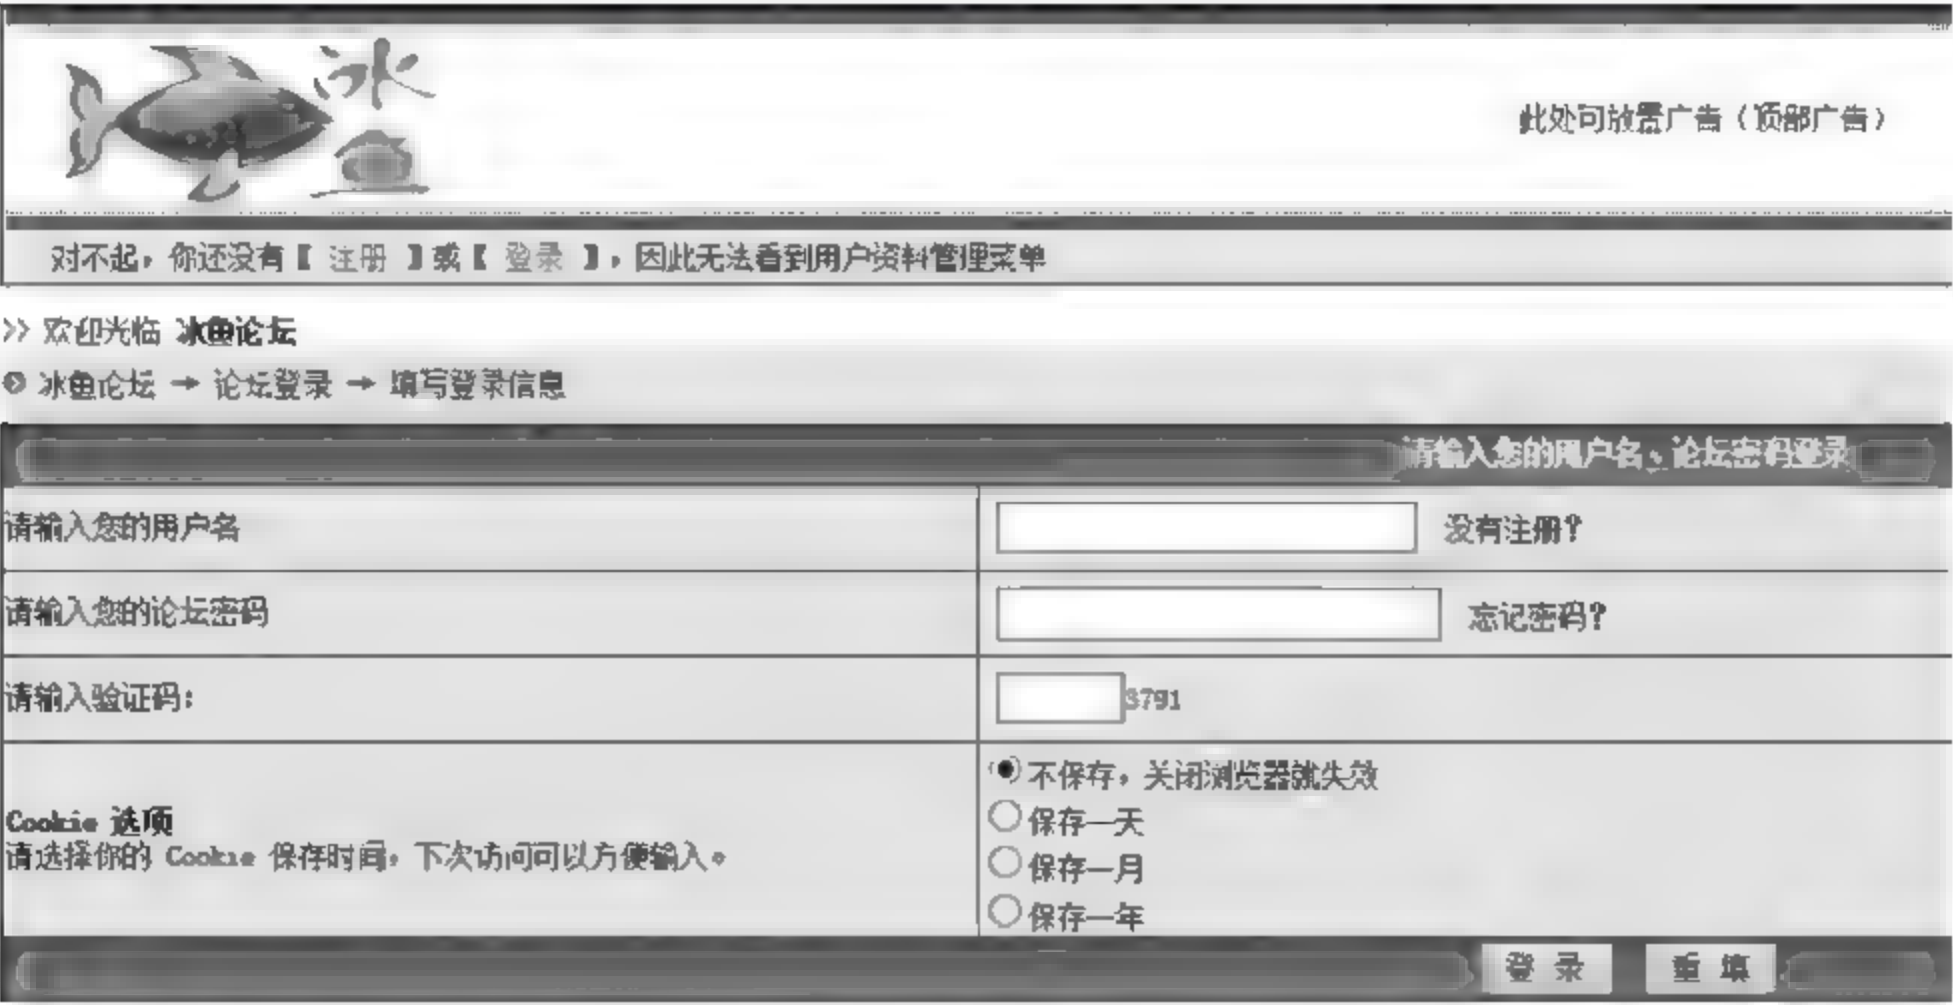 冰鱼
此处可放置广告（顶部广告）
对不起，你还没有【 注册 】或【 登录 】，因此无法看到用户资料管理菜单
>> 欢迎光临 冰鱼论坛
冰鱼论坛 → 论坛登录 → 填写登录信息
请输入您的用户名、论坛密码登录
请输入您的用户名 没有注册？
请输入您的论坛密码 忘记密码？
请输入验证码： 3791
不保存，关闭浏览器就失效
保存一天
保存一月
保存一年
Cookie 选项
请选择你的 Cookie 保存时间，下次访问可以方便输入。
登 录 重 填